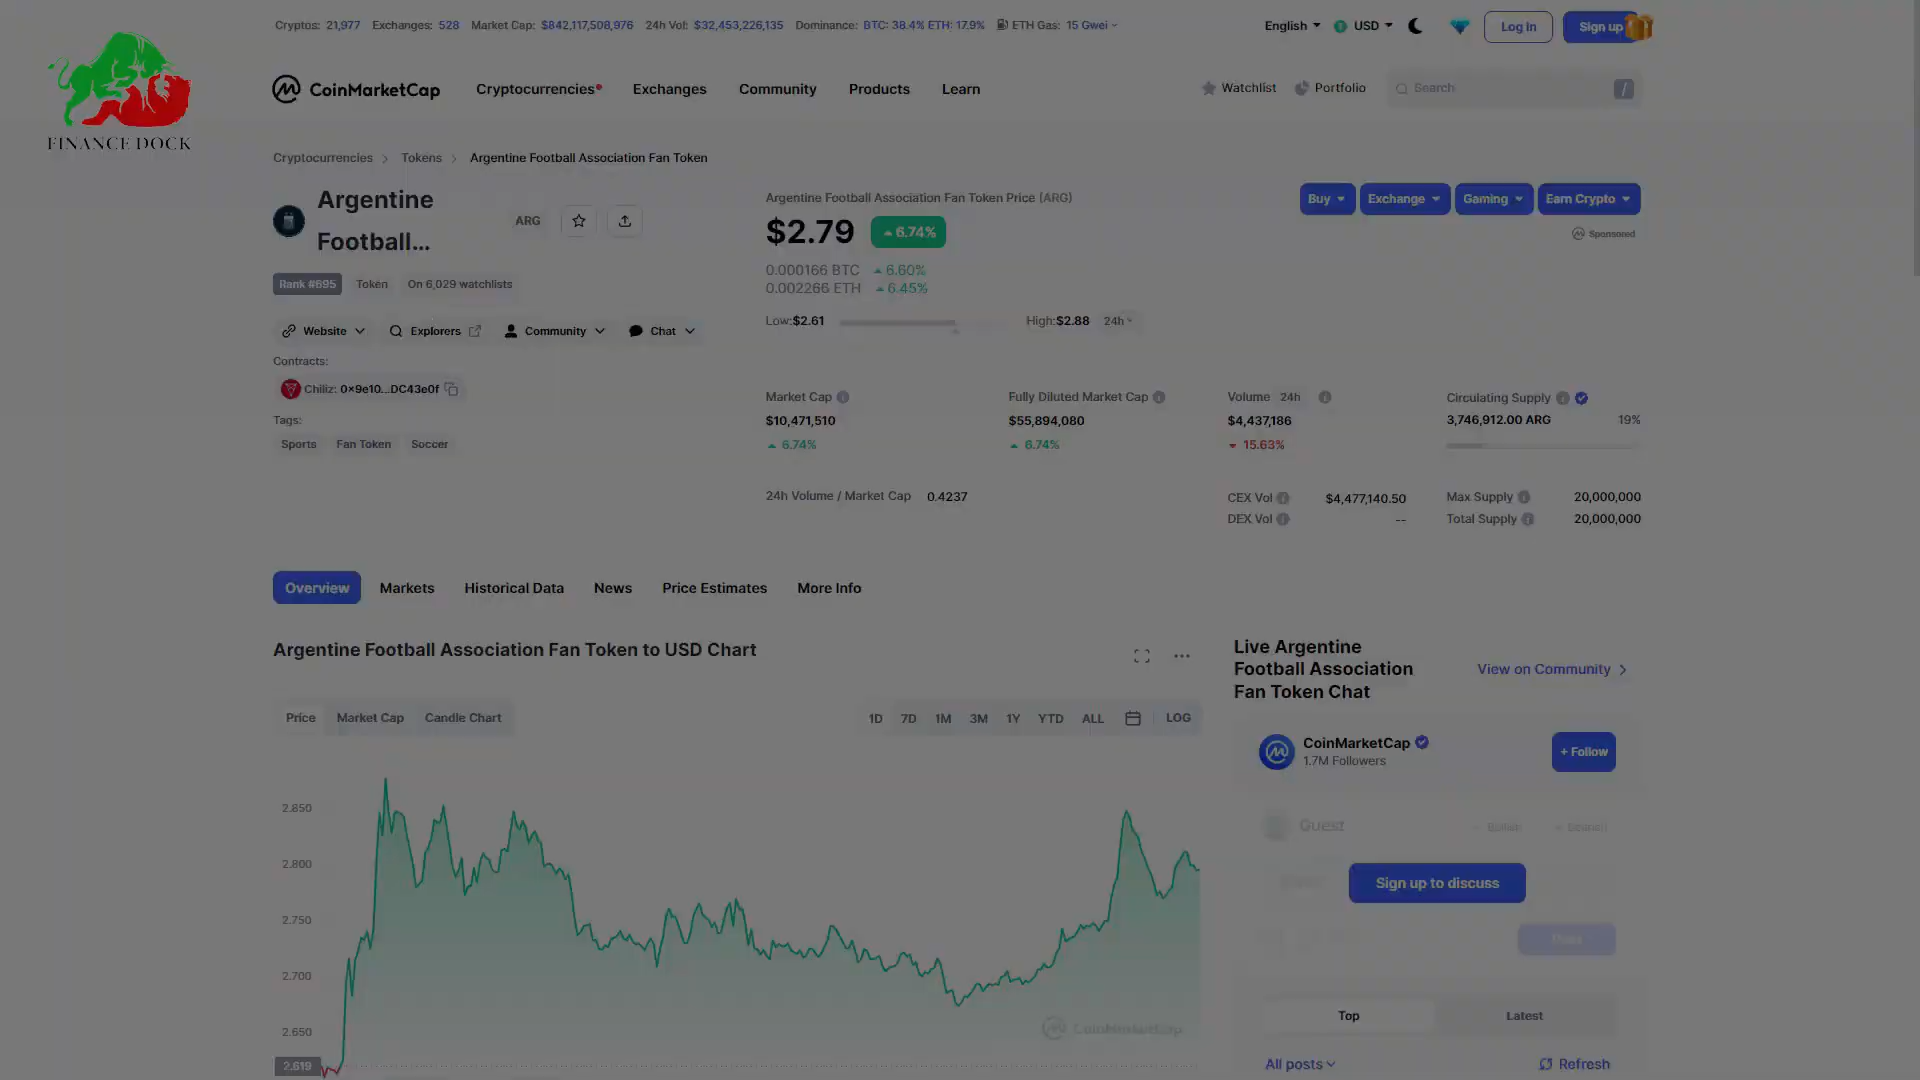 Cryptos: 21,977 Exchanges: 528 Market Cap: $842,117,508,976 24h Vol: $32,453,226,135 Dominance: BTC: 38.4% ETH: 17.9% ETH Gas: 15 Gwei
English USD Log In Sign up
FINANCE DOCK
CoinMarketCap Cryptocurrencies Exchanges Community Products Learn Watchlist Portfolio Search /
Cryptocurrencies > Tokens > Argentine Football Association Fan Token
Argentine
Football...
ARG
Rank #695 Token On 6,029 watchlists
Website Explorers Community Chat
Contracts:
Chiliz: 0x9e10...DC43e0f
Tags:
Sports Fan Token Soccer
Argentine Football Association Fan Token Price (ARG)
$2.79 6.74%
0.000166 BTC 6.60%
0.002266 ETH 6.45%
Low:$2.61 High:$2.88 24h
Buy Exchange Gaming Earn Crypto
Sponsored
Market Cap
$10,471,510
6.74%
Fully Diluted Market Cap
$55,894,080
6.74%
Volume 24h
$4,437,186
15.63%
Circulating Supply
3,746,912.00 ARG 19%
24h Volume / Market Cap 0.4237
CEX Vol $4,477,140.50
DEX Vol --
Max Supply 20,000,000
Total Supply 20,000,000
Overview Markets Historical Data News Price Estimates More Info
Argentine Football Association Fan Token to USD Chart
Price Market Cap Candle Chart 1D 7D 1M 3M 1Y YTD ALL LOG
2.850
2.800
2.750
2.700
2.650
2.619
CoinMarketCap
Live Argentine
Football Association
Fan Token Chat
View on Community
CoinMarketCap
1.7M Followers
+ Follow
Guest
Sign up to discuss
Top Latest
All posts Refresh